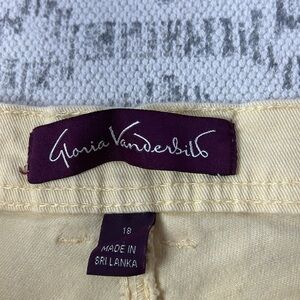 Gloria Vanderbilt
18
MADE IN
SRI LANKA